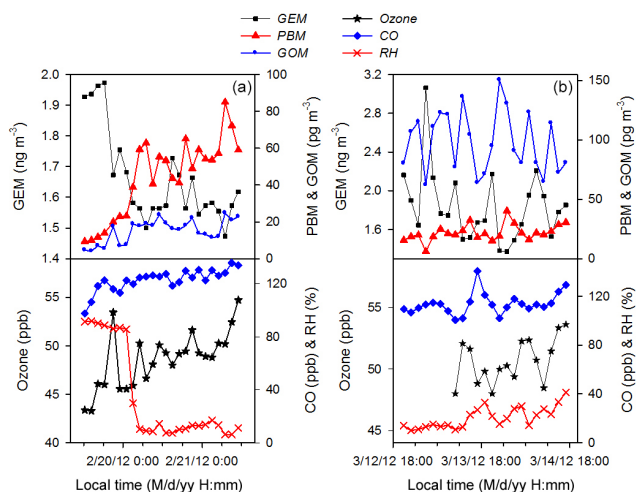 GEM Ozone
PBM CO
GOM RH
2.0 100 3.2 150
(a) (b)
1.9 80 2.8
1.8 60 100
1.7 2.4
1.6 40 2.0 50
1.5 20 1.6
1.4 0 0
GEM (ng m⁻³) PBM & GOM (pg m⁻³) GEM (ng m⁻³) PBM & GOM (pg m⁻³)
55 120 55 120
50 80 50 80
45 40 40
40 0 45 0
Ozone (ppb) CO (ppb) & RH (%) Ozone (ppb) CO (ppb) & RH (%)
2/20/12 0:00 2/21/12 0:00 3/12/12 18:00 3/13/12 18:00 3/14/12 18:00
Local time (M/d/yy H:mm) Local time (M/d/yy H:mm)